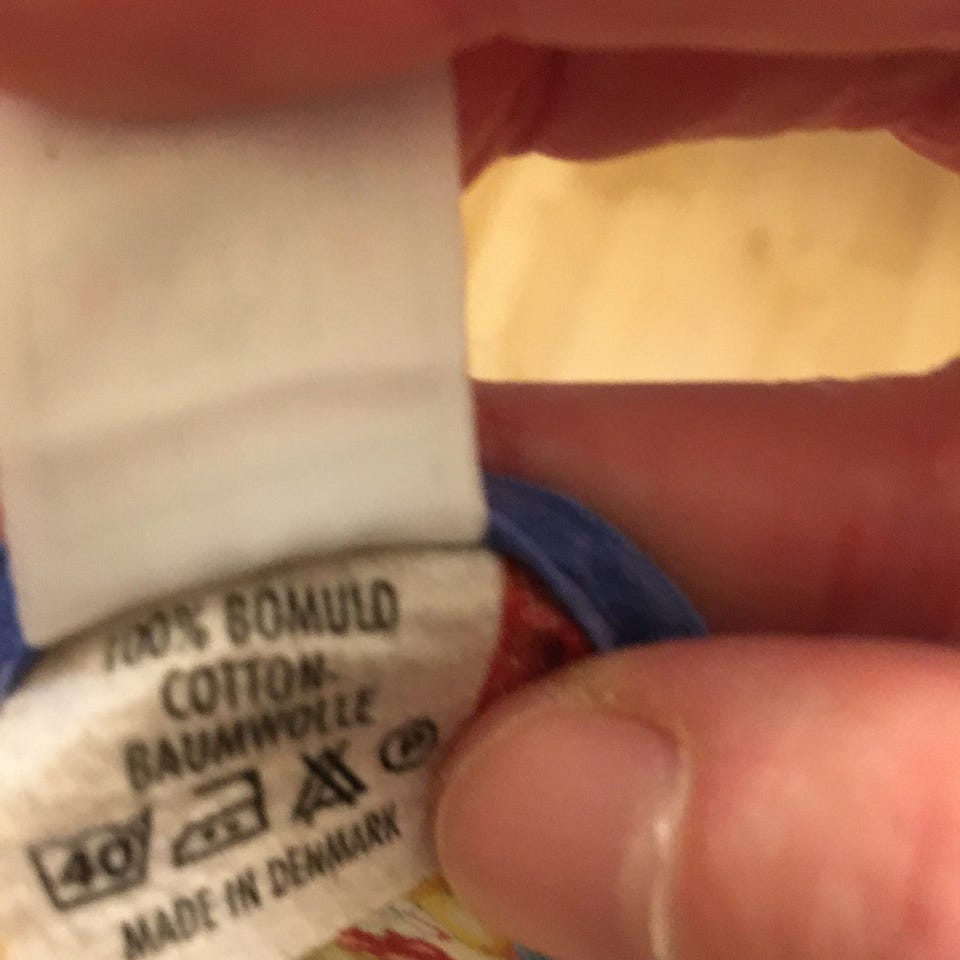 100% BOMULD
COTTON-
BAUMWOLLE
40
MADE IN DENMARK